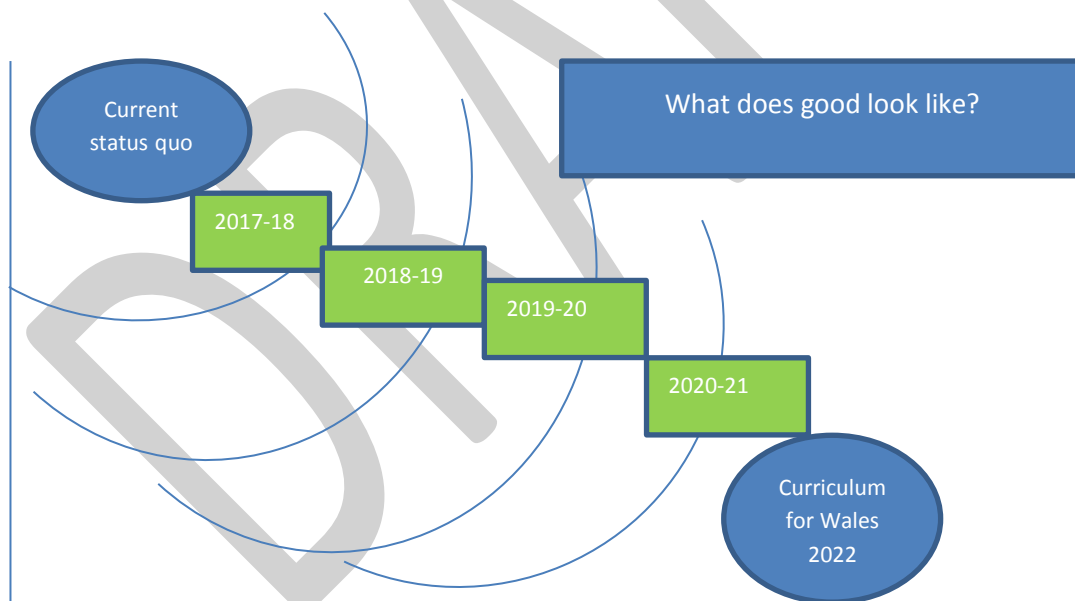 Current
status quo
What does good look like?
2017-18
2018-19
2019-20
2020-21
Curriculum
for Wales
2022